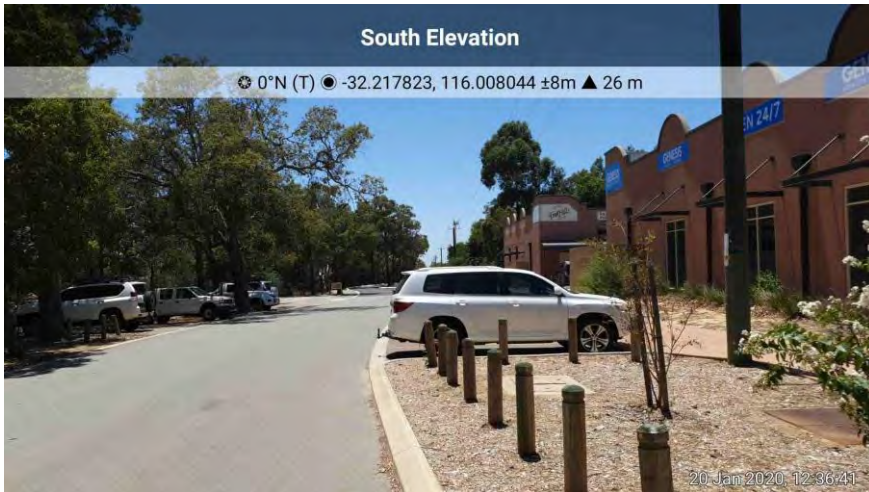 South Elevation
0°N (T) -32.217823, 116.008044 ±8m ▲ 26 m
EN 24/7
GENESIS
GEN
20 Jan 2020, 12:36:41